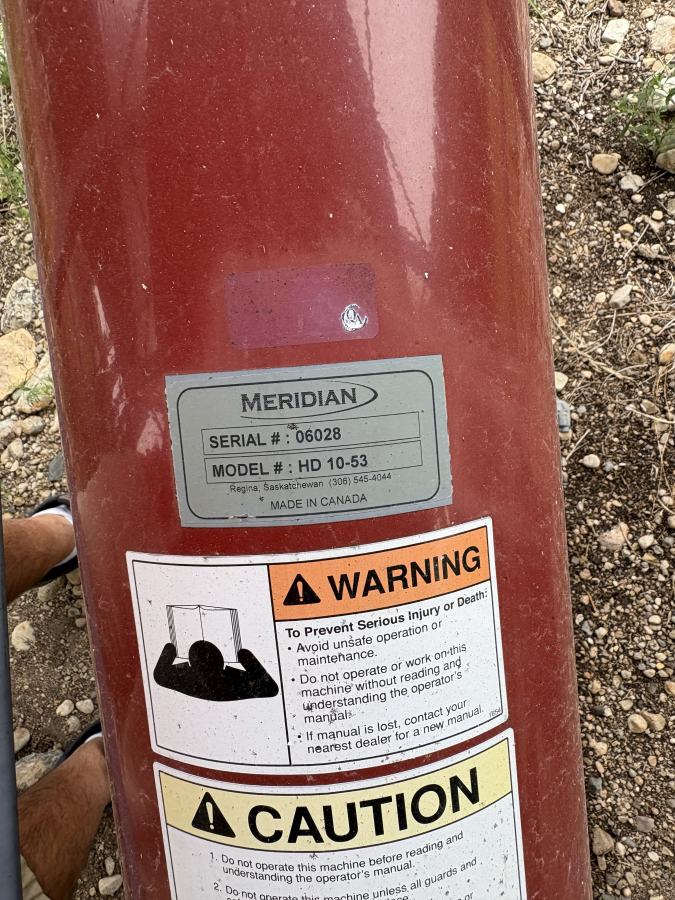 MERIDIAN
SERIAL # : 06028
MODEL # : HD 10-53
Regina, Saskatchewan (306) 545-4044
MADE IN CANADA
WARNING
To Prevent Serious Injury or Death:
• Avoid unsafe operation or
maintenance.
• Do not operate or work on this
machine without reading and
understanding the operator's
manual.
• If manual is lost, contact your
nearest dealer for a new manual.
CAUTION
1. Do not operate this machine before reading and
understanding the operator's manual.
2. Do not operate this machine unless all guards and
or